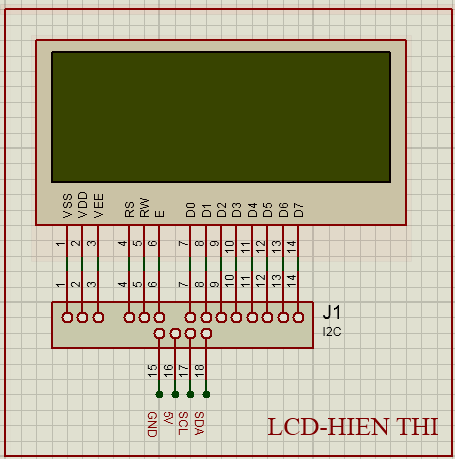 VSS VDD VEE RS RW E D0 D1 D2 D3 D4 D5 D6 D7
1 2 3 4 5 6 7 8 9 10 11 12 13 14
1 2 3 4 5 6 7 8 9 10 11 12 13 14
J1
I2C
15 16 17 18
GND 5V SCL SDA
LCD-HIEN THI